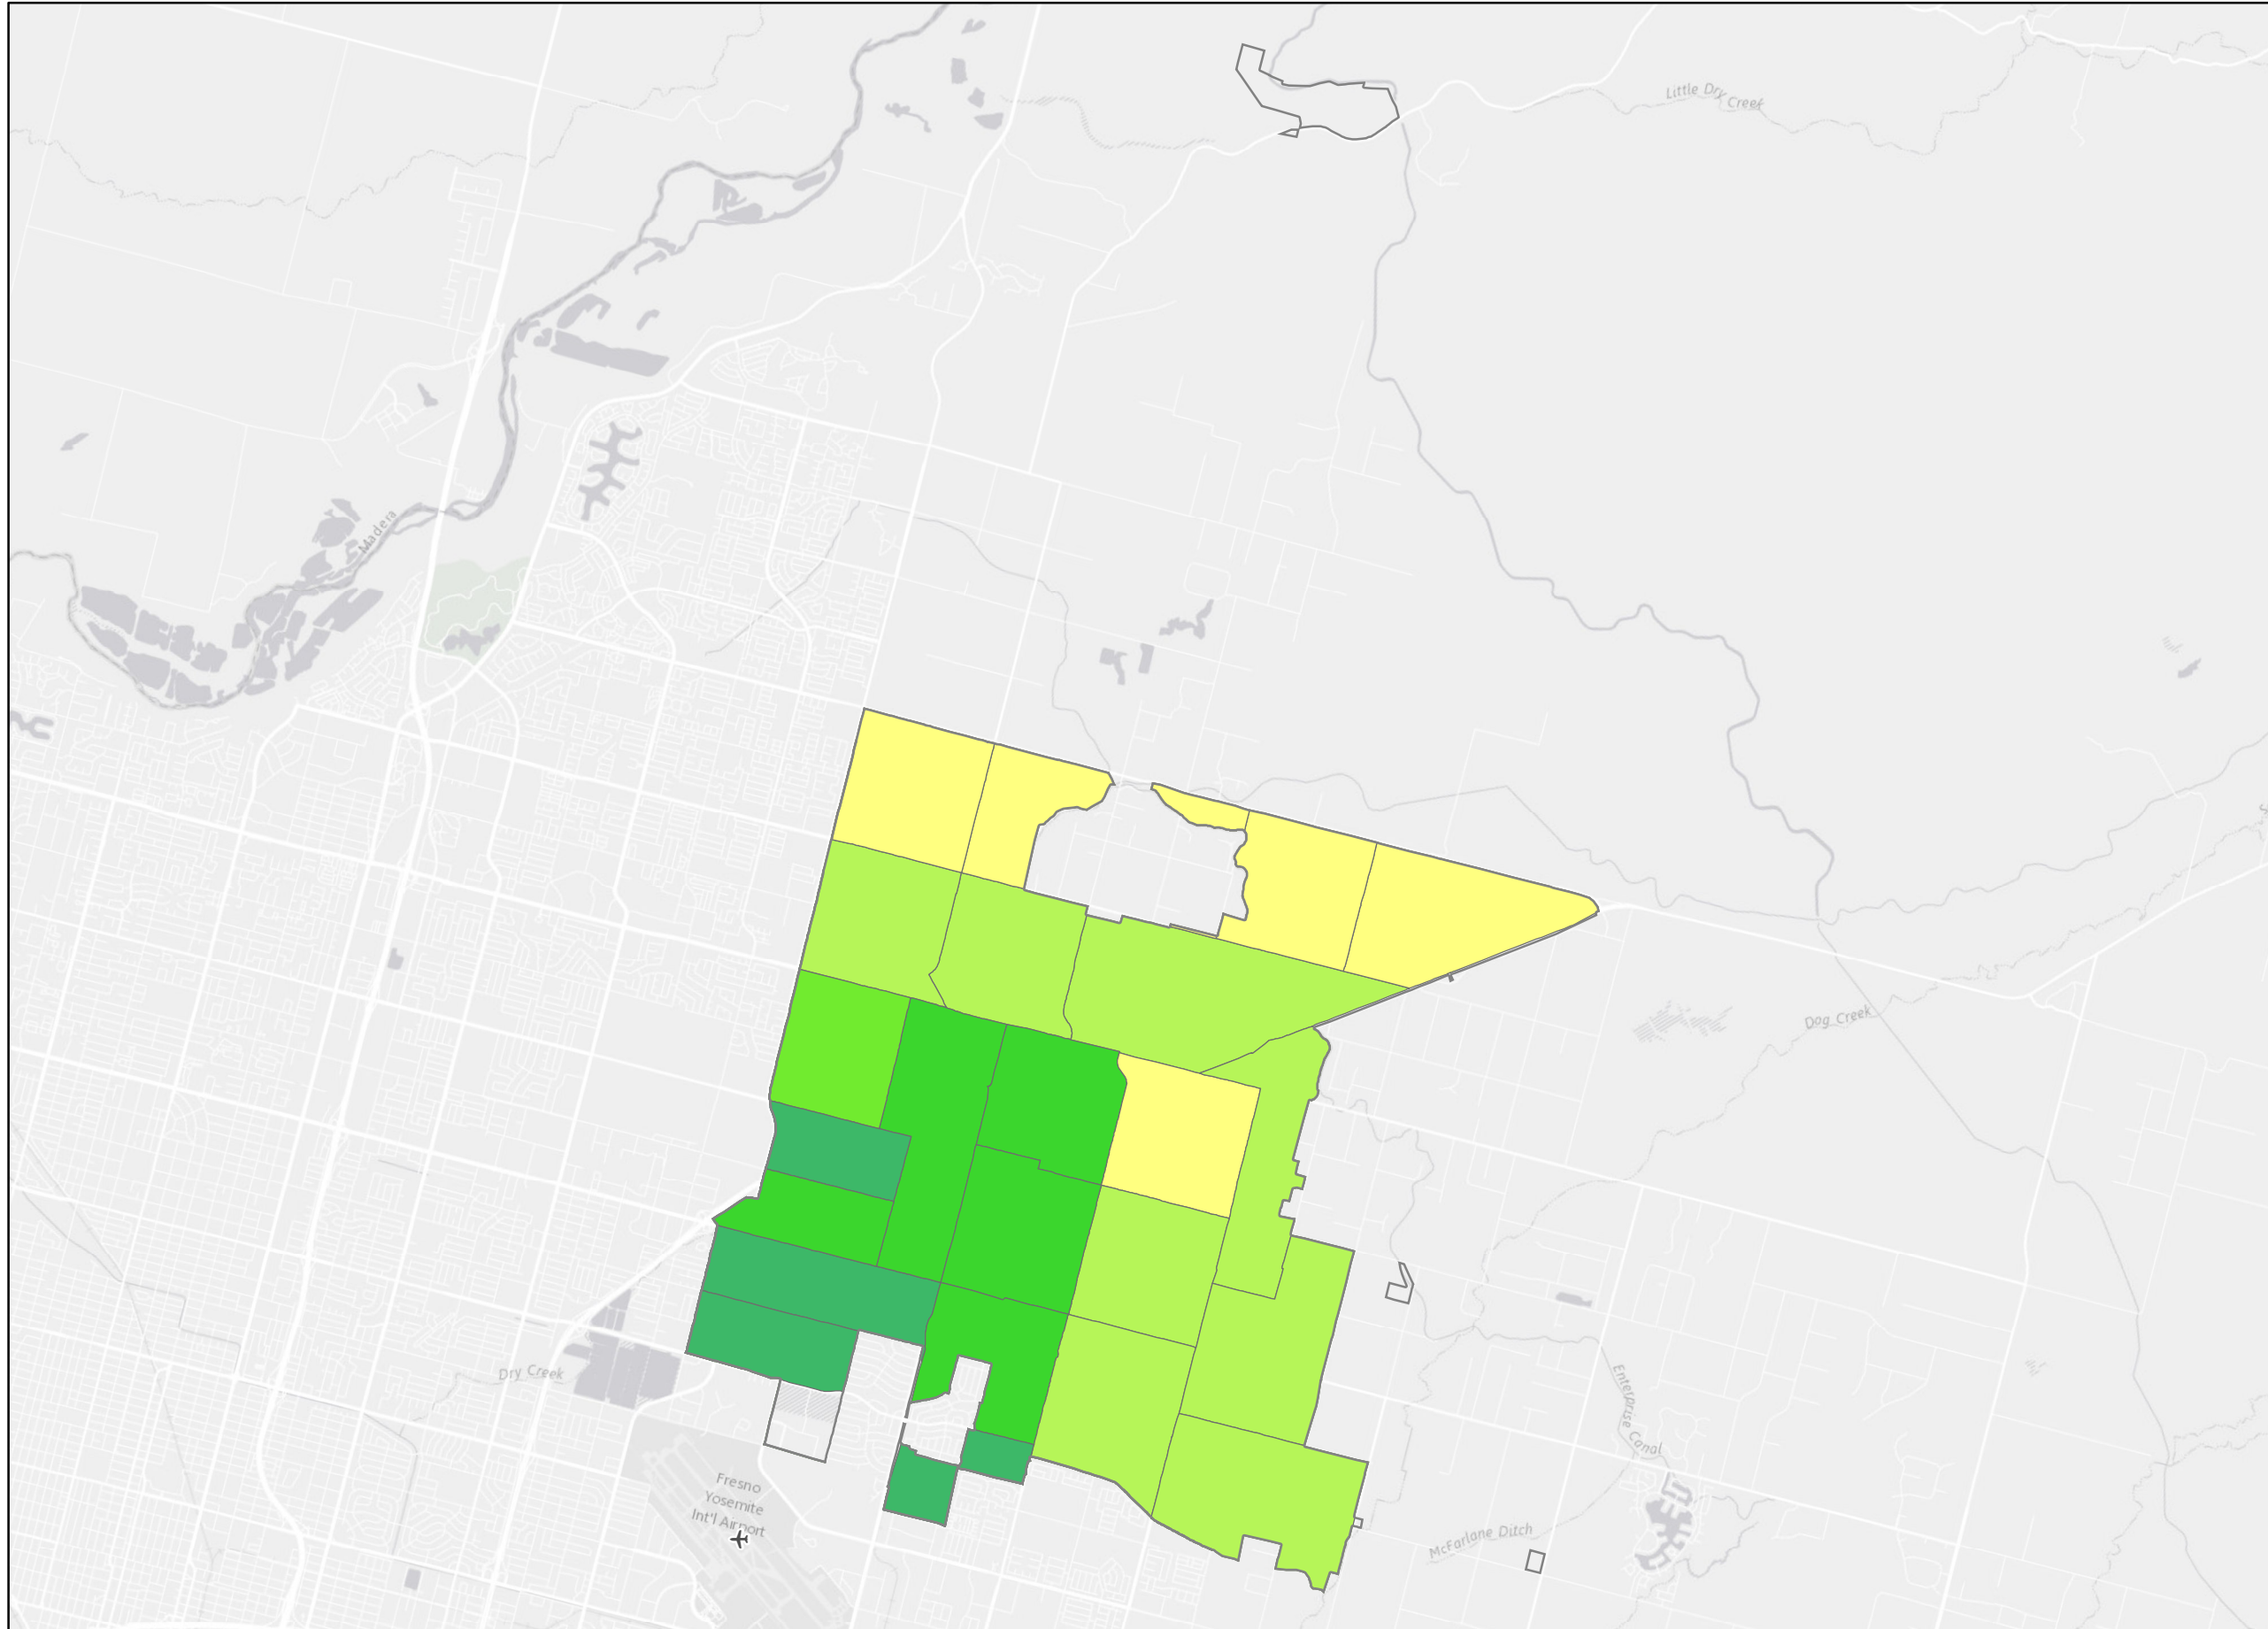 Little Dry
Creek
Madera
Dog Creek
Dry Creek
Enterprise
Canal
Fresno
Yosemite
Int'l Airport
McFarlane Ditch